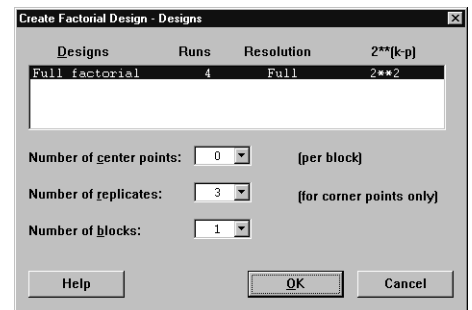 Create Factorial Design - Designs
Designs Runs Resolution 2**(k-p)
Full factorial 4 Full 2**2
Number of center points: 0 (per block)
Number of replicates: 3 (for corner points only)
Number of blocks: 1
Help OK Cancel